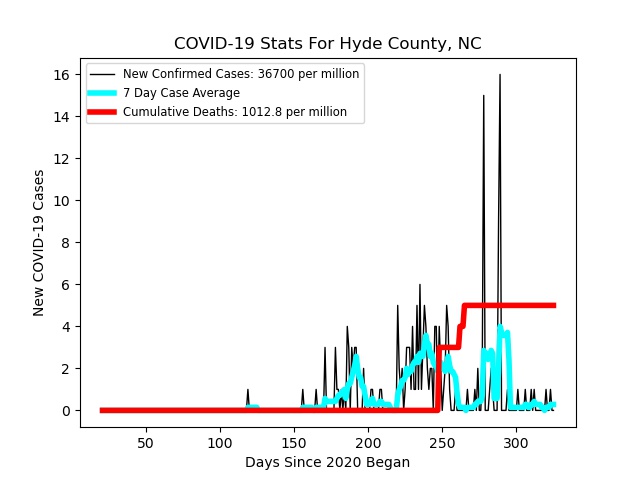 COVID-19 Stats For Hyde County, NC
New Confirmed Cases: 36700 per million
7 Day Case Average
Cumulative Deaths: 1012.8 per million
New COVID-19 Cases
16
14
12
10
8
6
4
2
0
50 100 150 200 250 300
Days Since 2020 Began